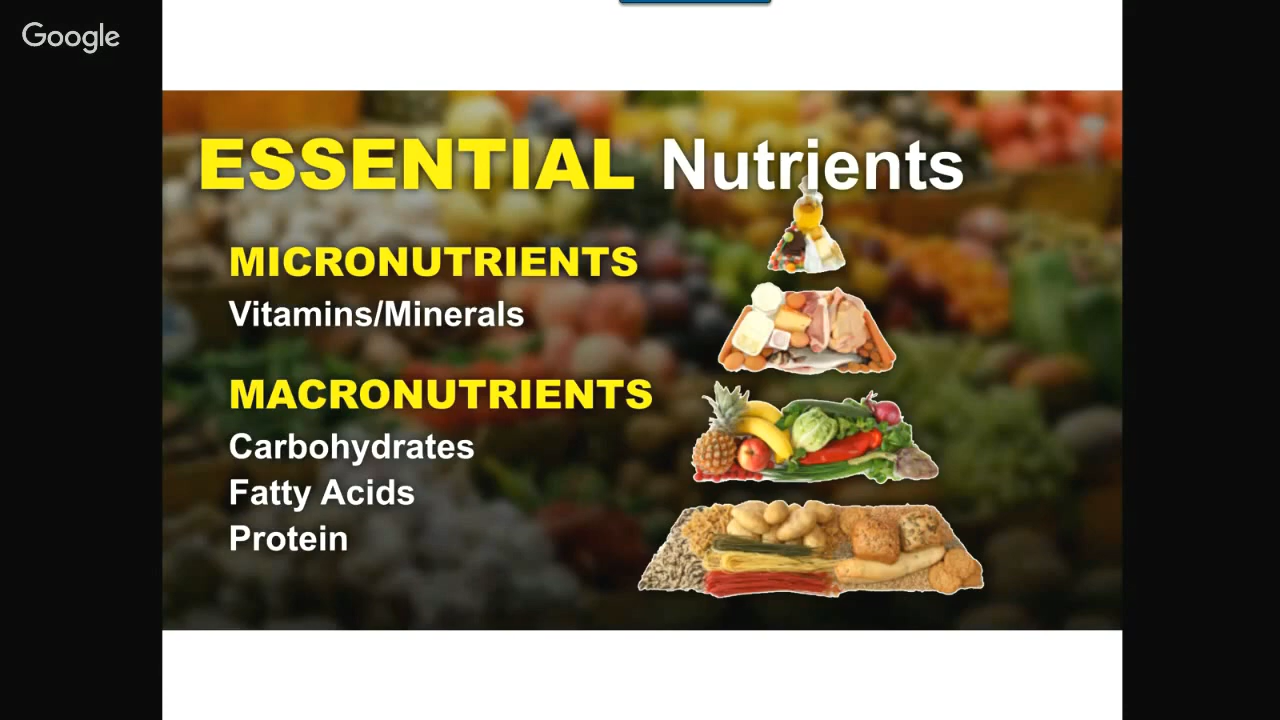 Google
ESSENTIAL Nutrients
MICRONUTRIENTS
Vitamins/Minerals
MACRONUTRIENTS
Carbohydrates
Fatty Acids
Protein